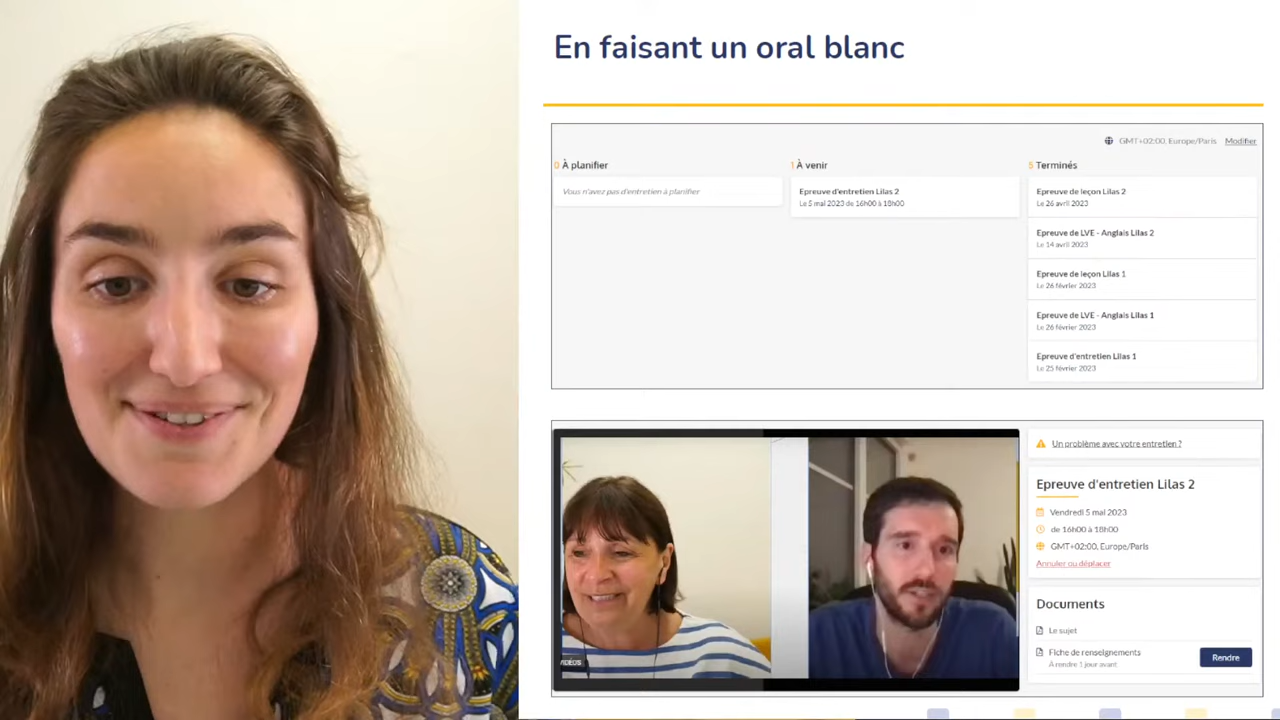 En faisant un oral blanc
GMT+02:00, Europe/Paris Modifier
0 À planifier
Vous n'avez pas d'entretien à planifier
1 À venir
Epreuve d'entretien Lilas 2
Le 5 mai 2023 de 16h00 à 18h00
5 Terminés
Epreuve de leçon Lilas 2
Le 26 avril 2023
Epreuve de LVE - Anglais Lilas 2
Le 14 avril 2023
Epreuve de leçon Lilas 1
Le 26 février 2023
Epreuve de LVE - Anglais Lilas 1
Le 26 février 2023
Epreuve d'entretien Lilas 1
Le 25 février 2023
VIDÉOS
Un problème avec votre entretien ?
Epreuve d'entretien Lilas 2
Vendredi 5 mai 2023
de 16h00 à 18h00
GMT+02:00, Europe/Paris
Annuler ou déplacer
Documents
Le sujet
Fiche de renseignements
À rendre 1 jour avant
Rendre